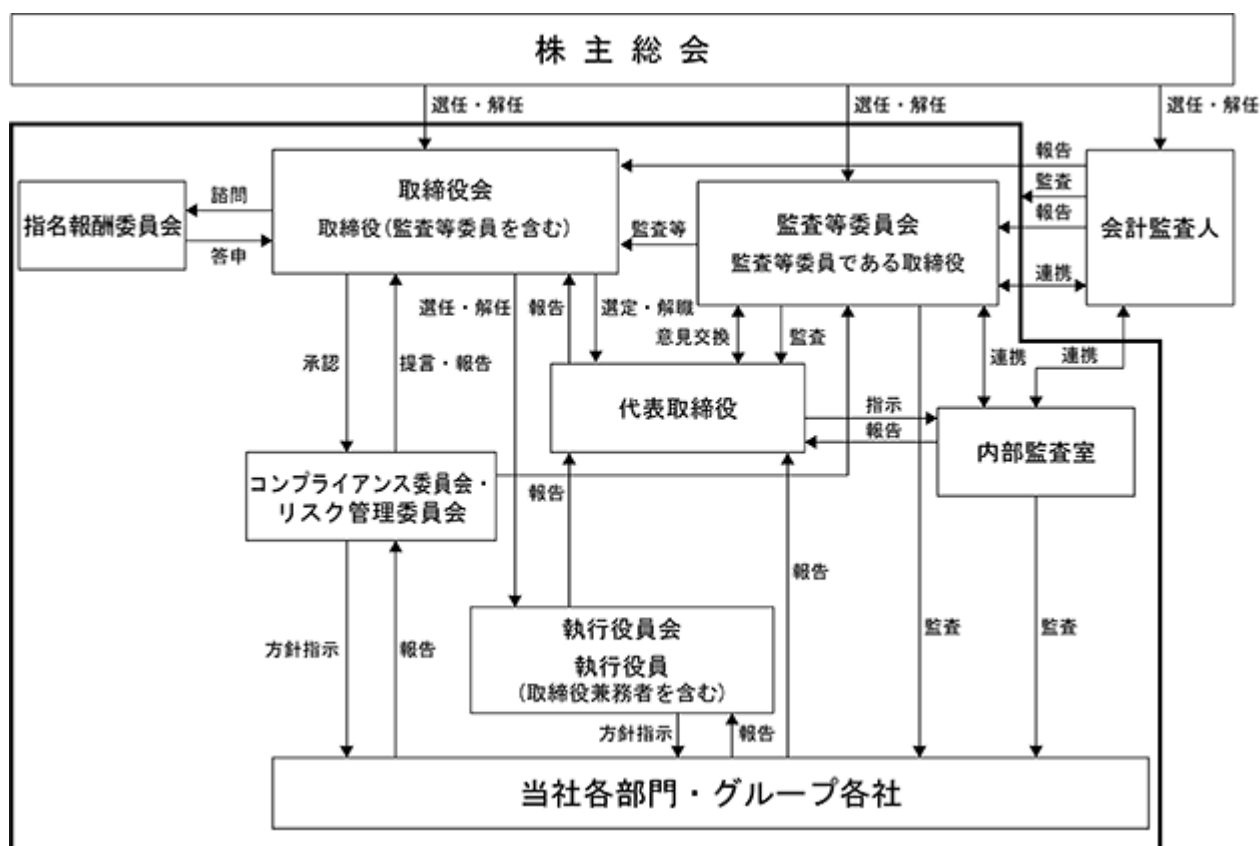 株主総会
選任・解任
選任・解任
選任・解任
指名報酬委員会
諮問
答申
取締役会
取締役(監査等委員を含む)
監査等
監査等委員会
監査等委員である取締役
報告
監査
報告
連携
会計監査人
承認
提言・報告
選任・解任
報告
選定・解職
意見交換
監査
連携
連携
代表取締役
指示
報告
内部監査室
コンプライアンス委員会・
リスク管理委員会
報告
報告
方針指示
報告
執行役員会
執行役員
(取締役兼務者を含む)
監査
監査
方針指示
報告
当社各部門・グループ各社